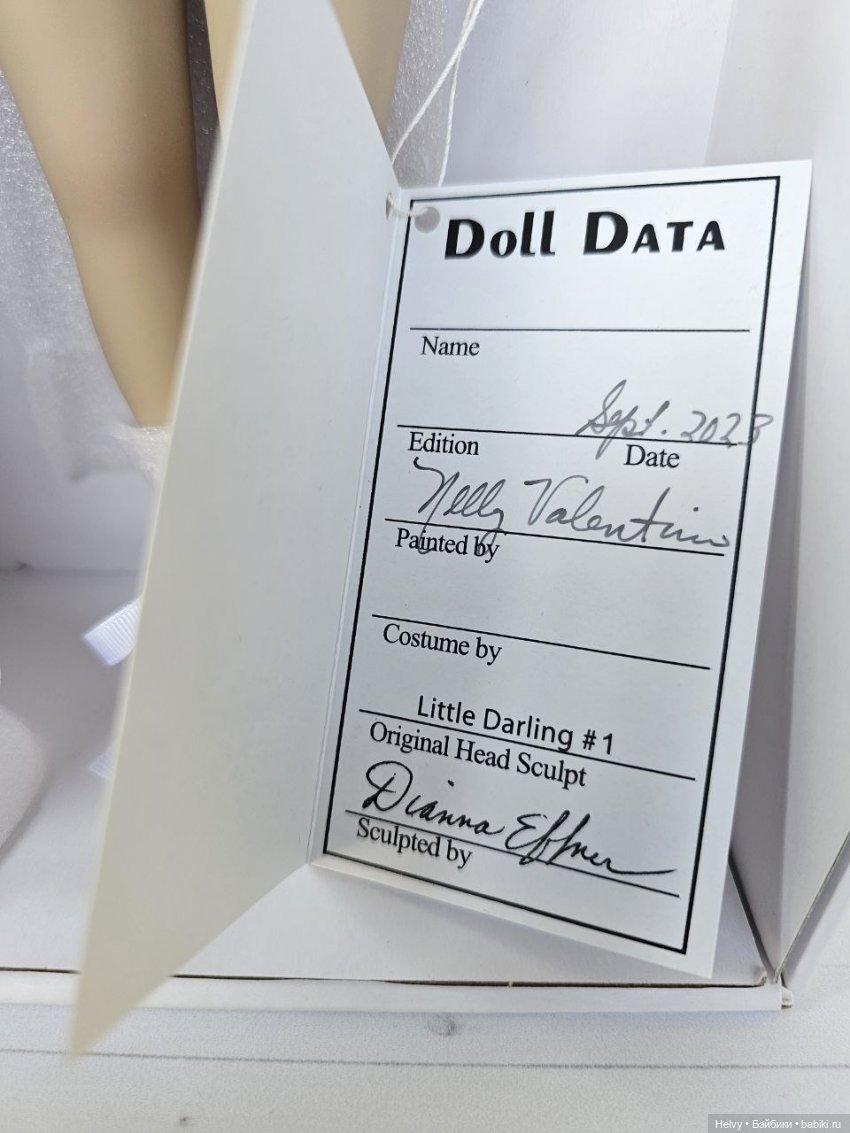 Doll Data
Name
Sept. 2023
Edition Date
Nelly Valentino
Painted by
Costume by
Little Darling #1
Original Head Sculpt
Dianna Effner
Sculpted by
Helvy • Бэйбики • babiki.ru